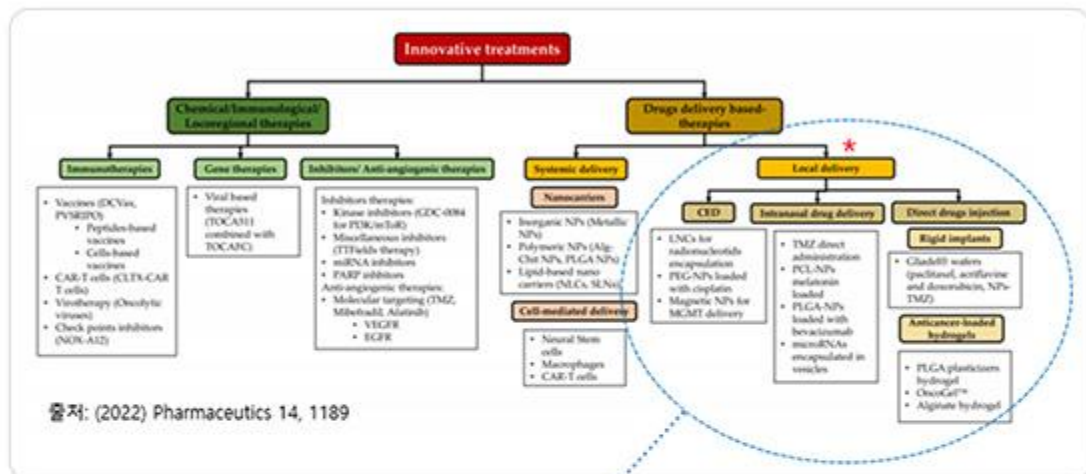 Innovative treatments
Chemical/Immunological/
Locoregional therapies
Drugs delivery based-
therapies
*
Immunotherapies
Gene therapies
Inhibitors/ Anti-angiogenic therapies
Systemic delivery
Local delivery
• Vaccines (DCVax,
PVSRIPO)
• Peptides-based
vaccines
• Cells-based
vaccines
• CAR-T cells (CLTX-CAR
T cells)
• Virotherapy (Oncolytic
viruses)
• Check points inhibitors
(NOX-A12)
• Viral based
therapies
(TOCA511
combined with
TOCAFC)
Inhibitors therapies:
• Kinase inhibitors (GDC-0084
for PI3K/mToR)
• Miscellaneous inhibitors
(TTFields therapy)
• miRNA inhibitors
• PARP inhibitors
Anti-angiogenic therapies:
• Molecular targeting (TMZ,
Mibefradil, Afatinib)
• VEGFR
• EGFR
Nanocarriers
• Inorganic NPs (Metallic
NPs)
• Polymeric NPs (Alg-
Chit NPs, PLGA NPs)
• Lipid-based nano
carriers (NLCs, SLNs)
Cell-mediated delivery
• Neural Stem
cells
• Macrophages
• CAR-T cells
CED
• LNCs for
radionucleotids
encapsulation
• PEG-NPs loaded
with cisplatin
• Magnetic NPs for
MGMT delivery
Intranasal drug delivery
• TMZ direct
administration
• PCL-NPs
melatonin
loaded
• PLGA-NPs
loaded with
bevacizumab
• microRNAs
encapsulated in
vesicles
Direct drugs injection
Rigid implants
• Gliadel® wafers
(paclitaxel, acriflavine
and doxorubicin, NPs-
TMZ)
Anticancer-loaded
hydrogels
• PLGA plasticizers
hydrogel
• OncoGel™
• Alginate hydrogel
출저: (2022) Pharmaceutics 14, 1189